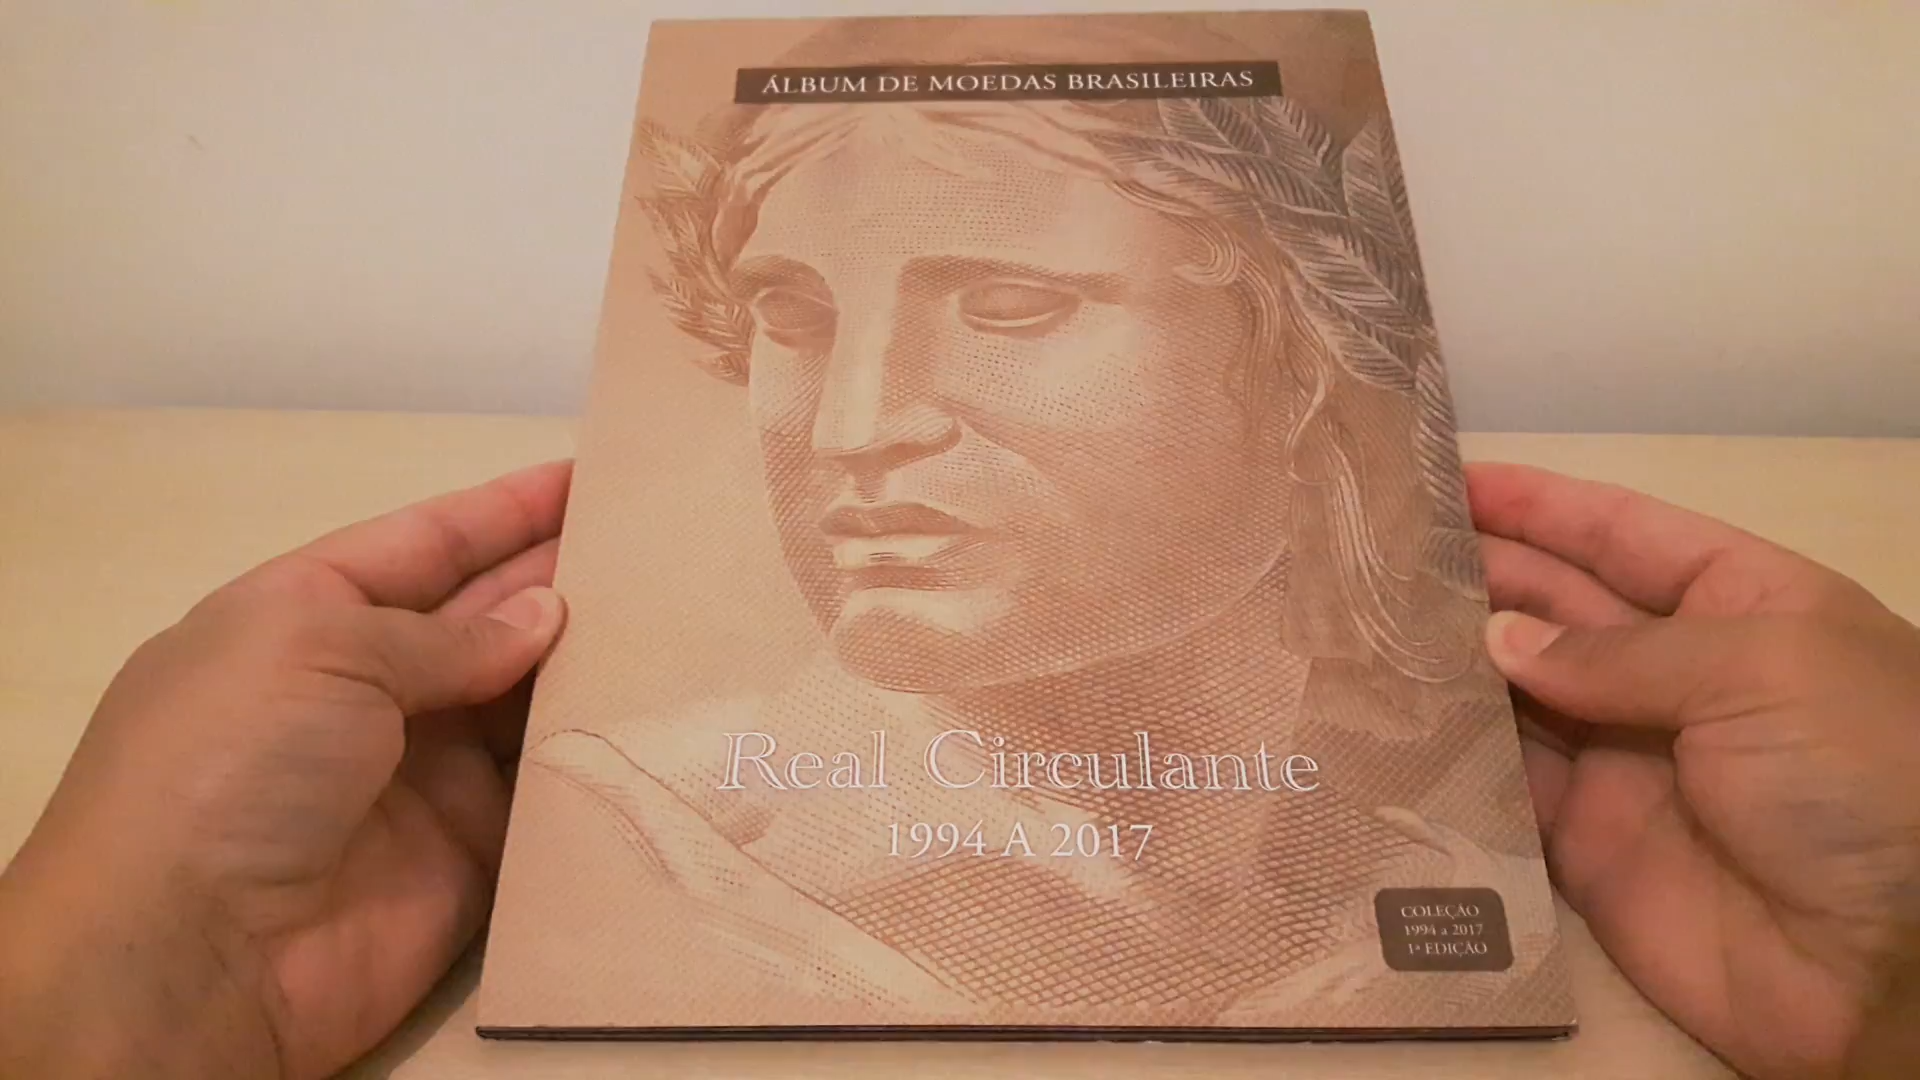 ÁLBUM DE MOEDAS BRASILEIRAS
Real Circulante
1994 A 2017
COLEÇÃO
1994 a 2017
1ª EDIÇÃO